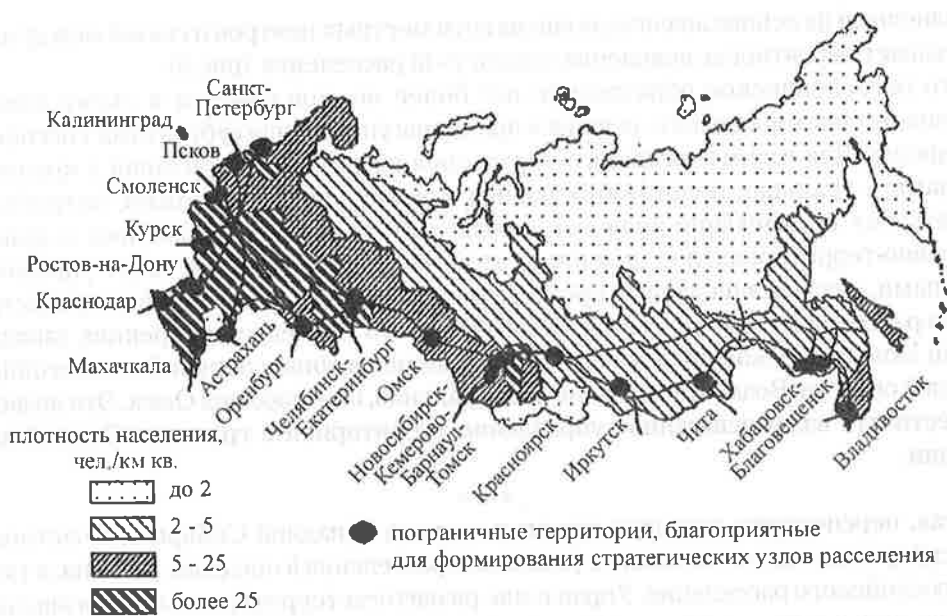 Санкт-
Петербург
Калининград
Псков
Смоленск
Курск
Ростов-на-Дону
Краснодар
Махачкала
Астрахань
Оренбург
Челябинск
Екатеринбург
Омск
Новосибирск
Кемерово
Барнаул
Томск
Красноярск
Иркутск
Чита
Хабаровск
Благовещенск
Владивосток
плотность населения,
чел./км кв.
до 2
2 - 5
5 - 25
более 25
пограничные территории, благоприятные
для формирования стратегических узлов расселения